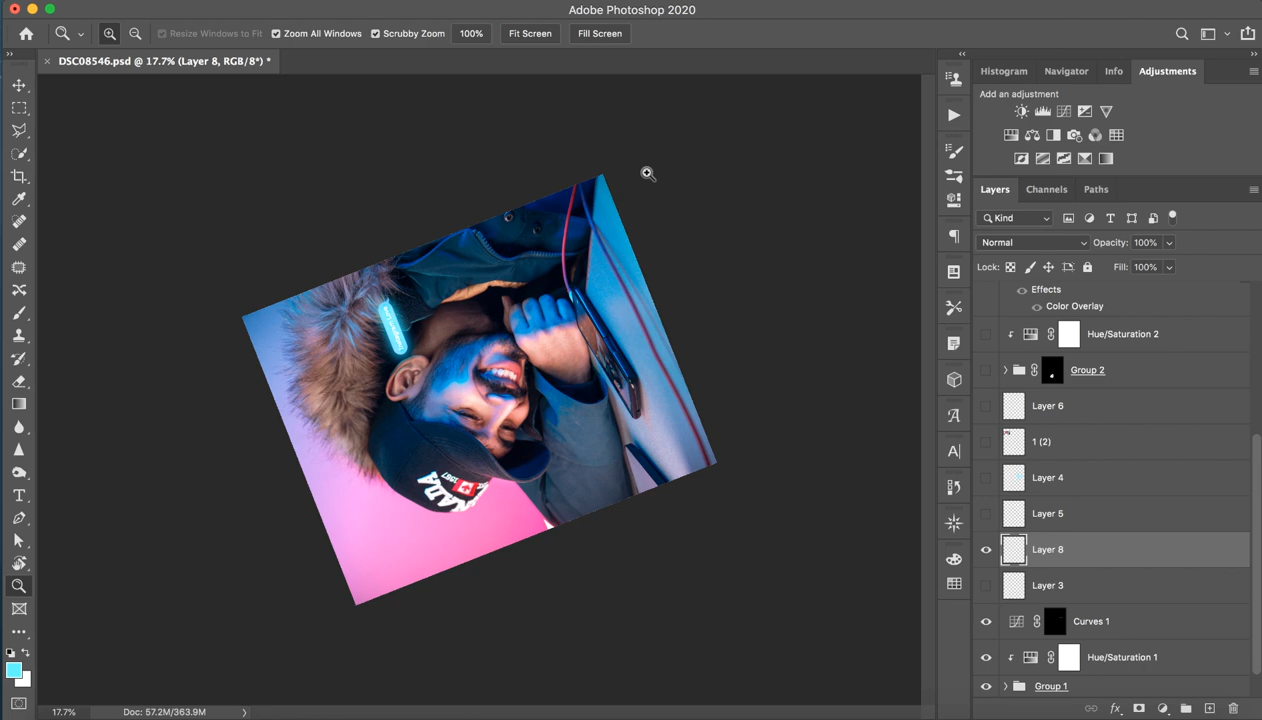 Adobe Photoshop 2020
Resize Windows to Fit
Zoom All Windows
Scrubby Zoom
100%
Fit Screen
Fill Screen
DSC08546.psd @ 17.7% (Layer 8, RGB/8*) *
Histogram
Navigator
Info
Adjustments
Add an adjustment
Layers
Channels
Paths
Kind
Normal
Opacity: 100%
Lock:
Fill: 100%
Effects
Color Overlay
Hue/Saturation 2
Group 2
Layer 6
1 (2)
Layer 4
Layer 5
Layer 8
Layer 3
Curves 1
Hue/Saturation 1
Group 1
CANADA
1867
17.7%
Doc: 57.2M/363.9M